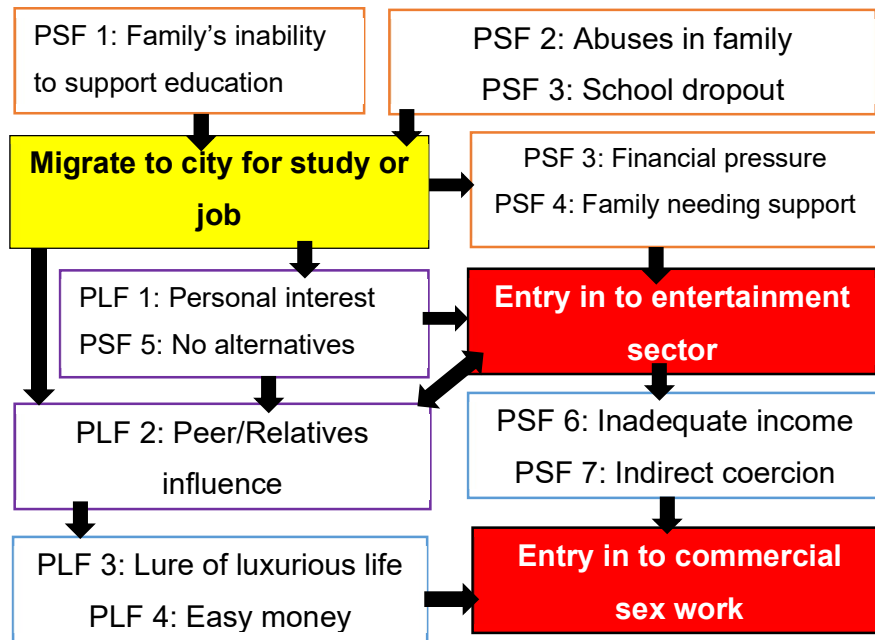 PSF 1: Family's inability
to support education
PSF 2: Abuses in family
PSF 3: School dropout
Migrate to city for study or
job
PSF 3: Financial pressure
PSF 4: Family needing support
PLF 1: Personal interest
PSF 5: No alternatives
Entry in to entertainment
sector
PLF 2: Peer/Relatives
influence
PSF 6: Inadequate income
PSF 7: Indirect coercion
PLF 3: Lure of luxurious life
PLF 4: Easy money
Entry in to commercial
sex work